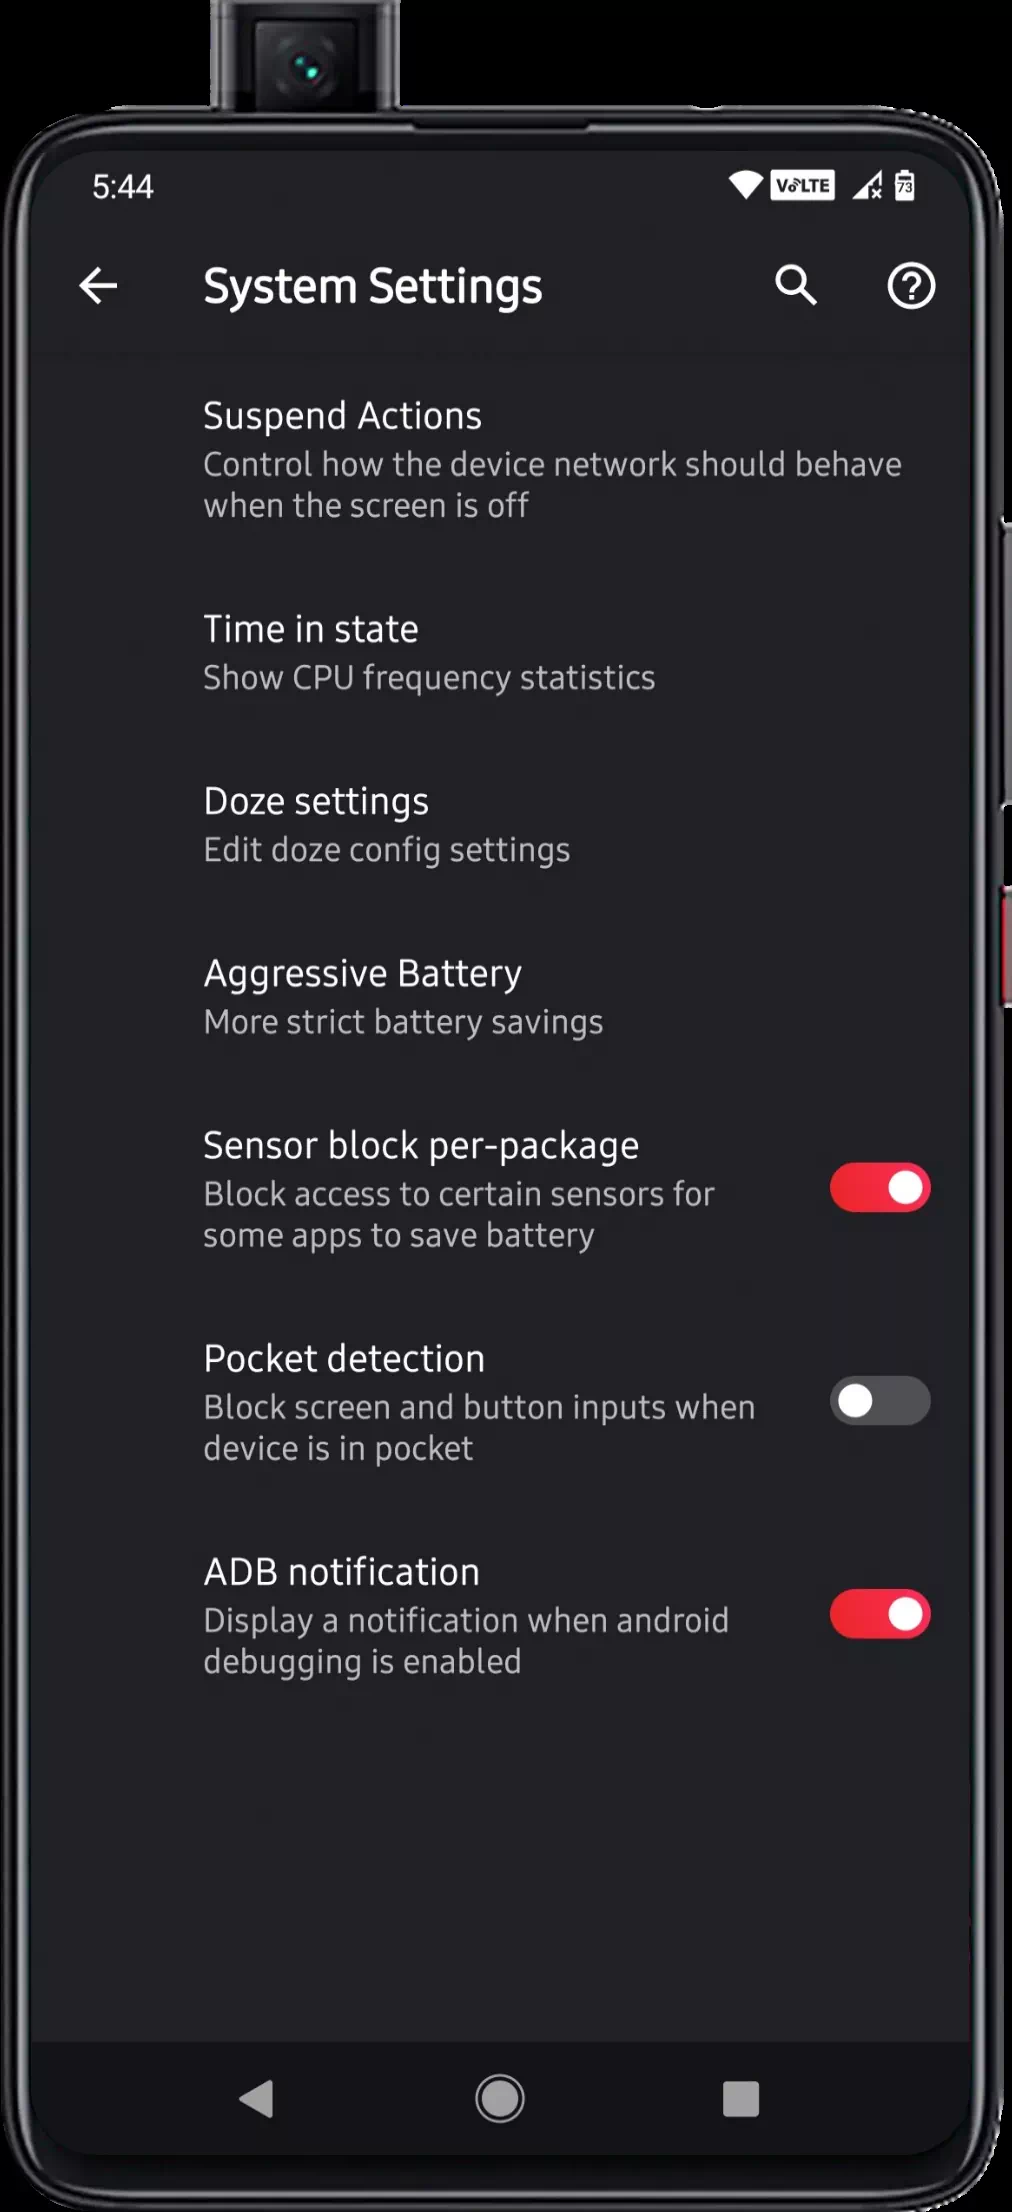 5:44
VoLTE
73
System Settings
Suspend Actions
Control how the device network should behave
when the screen is off
Time in state
Show CPU frequency statistics
Doze settings
Edit doze config settings
Aggressive Battery
More strict battery savings
Sensor block per-package
Block access to certain sensors for
some apps to save battery
Pocket detection
Block screen and button inputs when
device is in pocket
ADB notification
Display a notification when android
debugging is enabled